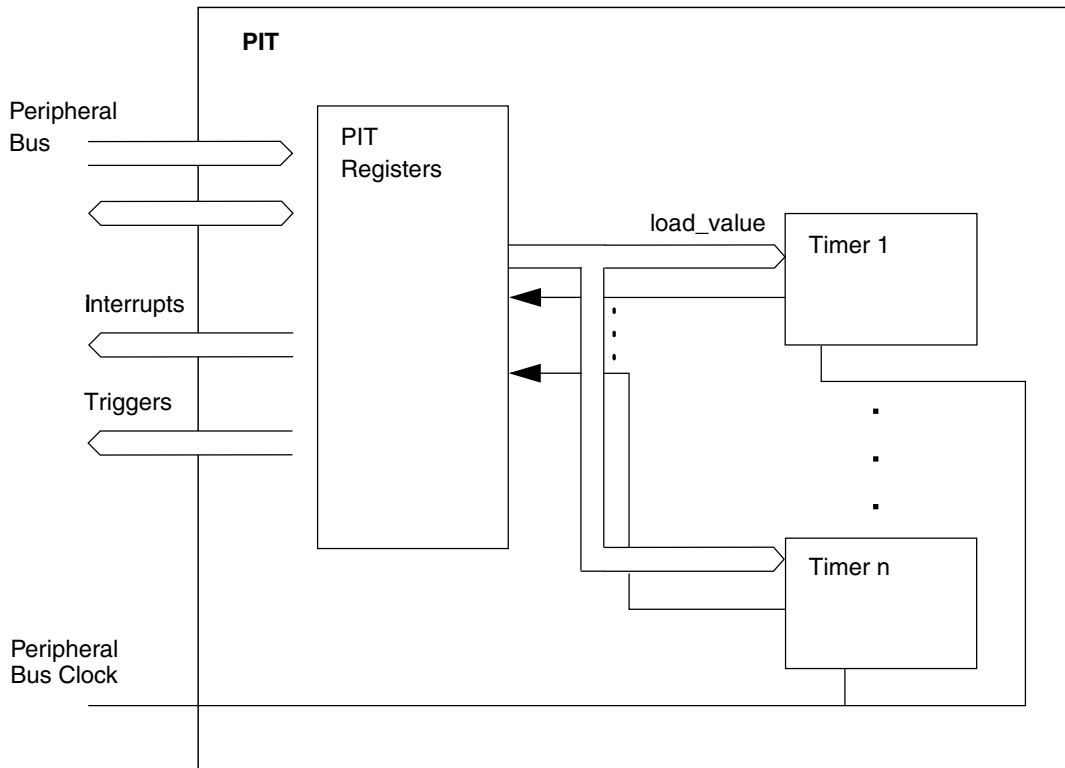 PIT
Peripheral
Bus
PIT
Registers
load_value
Timer 1
Interrupts
Triggers
Timer n
Peripheral
Bus Clock